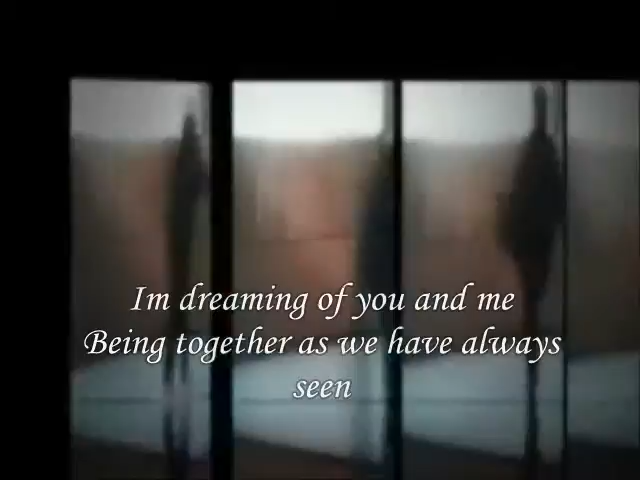 Im dreaming of you and me
Being together as we have always
seen